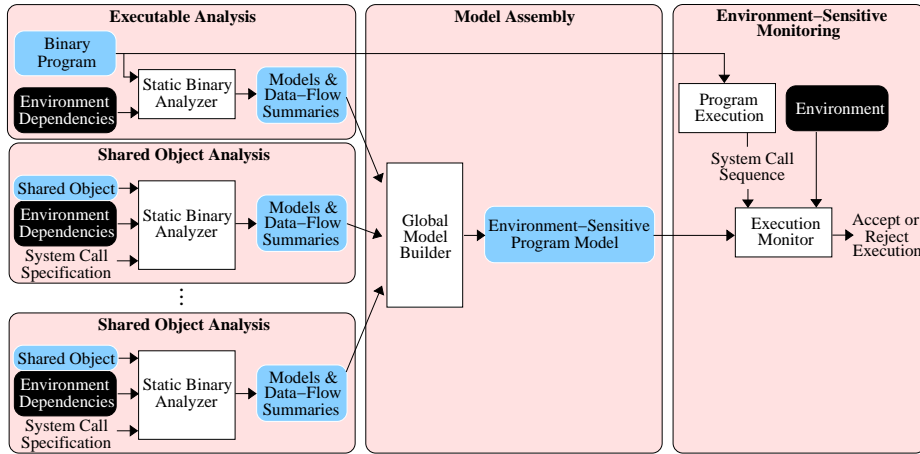 Executable Analysis
Binary
Program
Environment
Dependencies
Static Binary
Analyzer
Models &
Data−Flow
Summaries
Shared Object Analysis
Shared Object
Environment
Dependencies
System Call
Specification
Static Binary
Analyzer
Models &
Data−Flow
Summaries
Shared Object Analysis
Shared Object
Environment
Dependencies
System Call
Specification
Static Binary
Analyzer
Models &
Data−Flow
Summaries
Model Assembly
Global
Model
Builder
Environment−Sensitive
Program Model
Environment−Sensitive
Monitoring
Program
Execution
Environment
System Call
Sequence
Execution
Monitor
Accept or
Reject
Execution